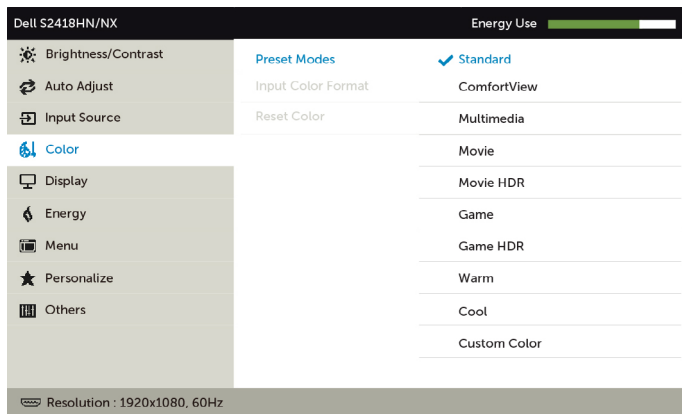 Dell S2418HN/NX
Energy Use
Brightness/Contrast
Auto Adjust
Input Source
Color
Display
Energy
Menu
Personalize
Others
Preset Modes
Input Color Format
Reset Color
Standard
ComfortView
Multimedia
Movie
Movie HDR
Game
Game HDR
Warm
Cool
Custom Color
Resolution : 1920x1080, 60Hz